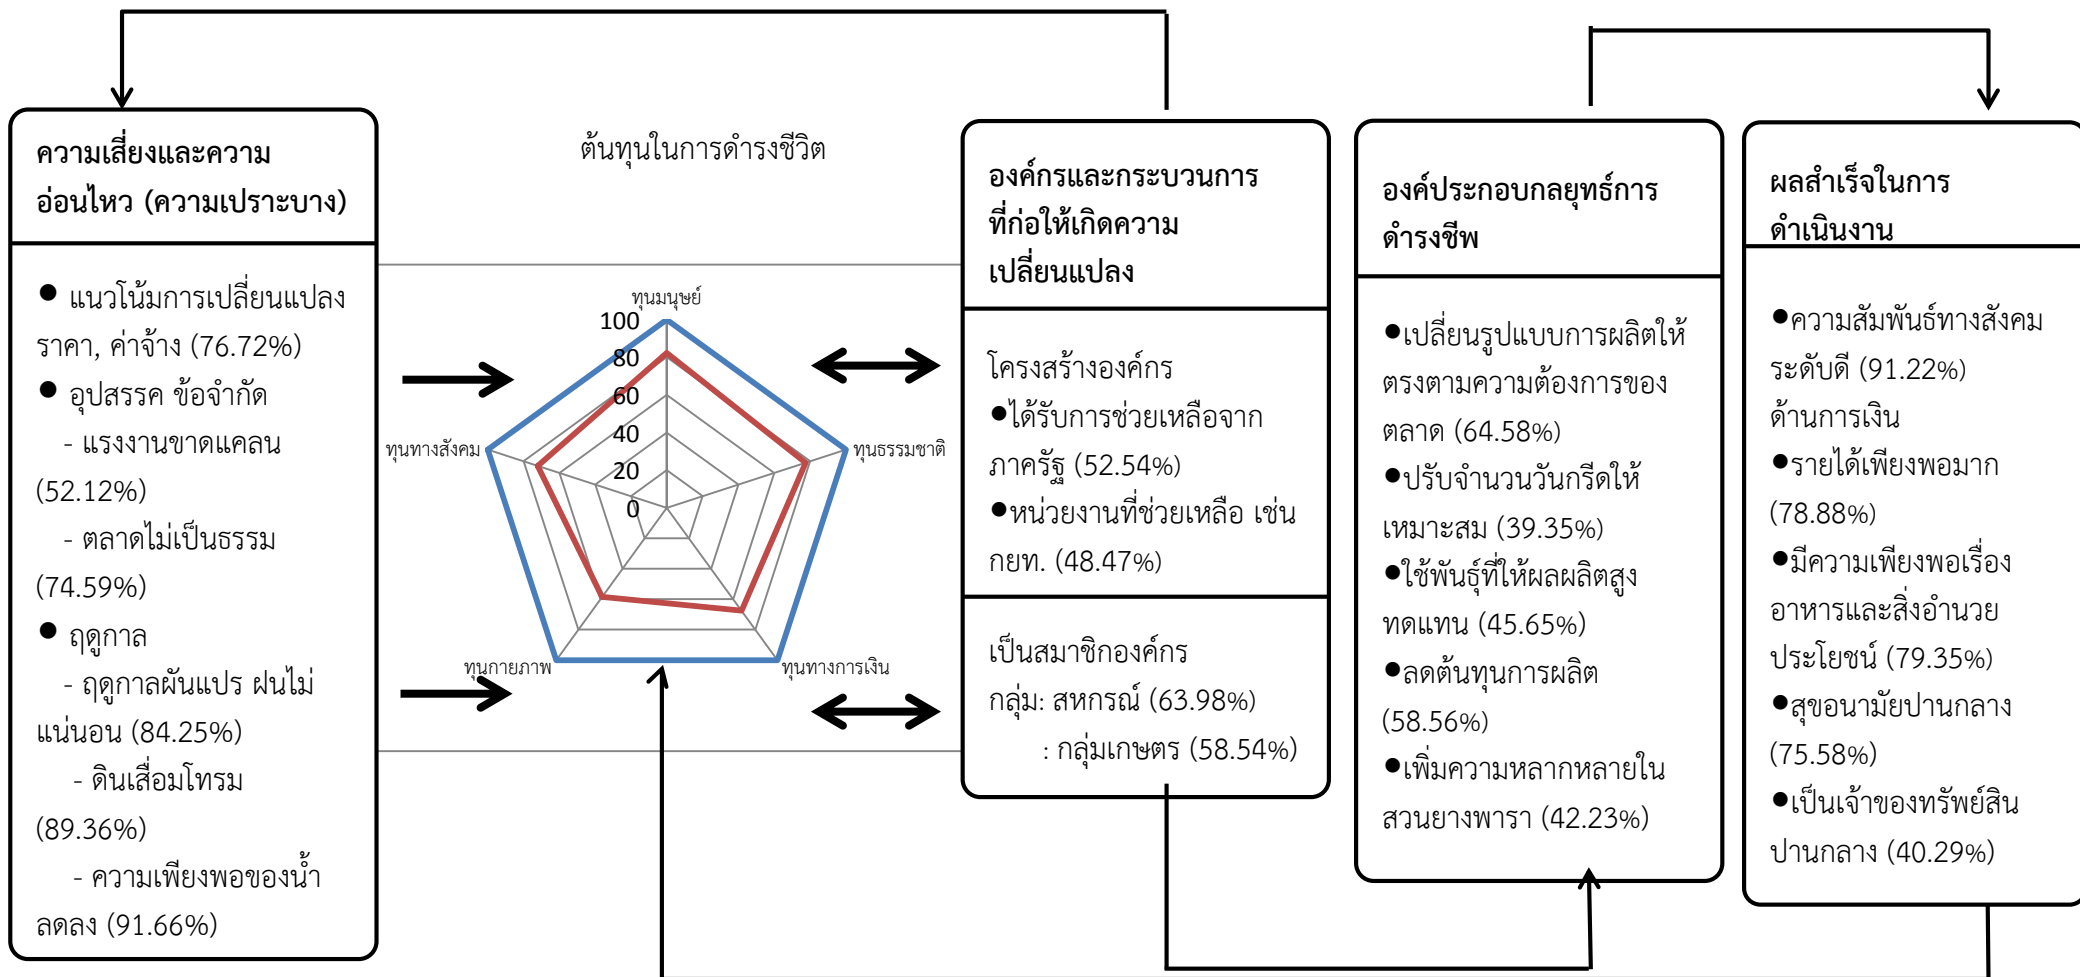 ความเสี่ยงและความ
อ่อนไหว (ความเปราะบาง)
● แนวโน้มการเปลี่ยนแปลง
ราคา, ค่าจ้าง (76.72%)
● อุปสรรค ข้อจำกัด
- แรงงานขาดแคลน
(52.12%)
- ตลาดไม่เป็นธรรม
(74.59%)
● ฤดูกาล
- ฤดูกาลผันแปร ฝนไม่
แน่นอน (84.25%)
- ดินเสื่อมโทรม
(89.36%)
- ความเพียงพอของน้ำ
ลดลง (91.66%)
ต้นทุนในการดำรงชีวิต
ทุนมนุษย์
100
80
60
40
20
0
ทุนทางสังคม
ทุนธรรมชาติ
ทุนกายภาพ
ทุนทางการเงิน
องค์กรและกระบวนการ
ที่ก่อให้เกิดความ
เปลี่ยนแปลง
โครงสร้างองค์กร
●ได้รับการช่วยเหลือจาก
ภาครัฐ (52.54%)
●หน่วยงานที่ช่วยเหลือ เช่น
กยท. (48.47%)
เป็นสมาชิกองค์กร
กลุ่ม: สหกรณ์ (63.98%)
: กลุ่มเกษตร (58.54%)
องค์ประกอบกลยุทธ์การ
ดำรงชีพ
●เปลี่ยนรูปแบบการผลิตให้
ตรงตามความต้องการของ
ตลาด (64.58%)
●ปรับจำนวนวันกรีดให้
เหมาะสม (39.35%)
●ใช้พันธุ์ที่ให้ผลผลิตสูง
ทดแทน (45.65%)
●ลดต้นทุนการผลิต
(58.56%)
●เพิ่มความหลากหลายใน
สวนยางพารา (42.23%)
ผลสำเร็จในการ
ดำเนินงาน
●ความสัมพันธ์ทางสังคม
ระดับดี (91.22%)
ด้านการเงิน
●รายได้เพียงพอมาก
(78.88%)
●มีความเพียงพอเรื่อง
อาหารและสิ่งอำนวย
ประโยชน์ (79.35%)
●สุขอนามัยปานกลาง
(75.58%)
●เป็นเจ้าของทรัพย์สิน
ปานกลาง (40.29%)